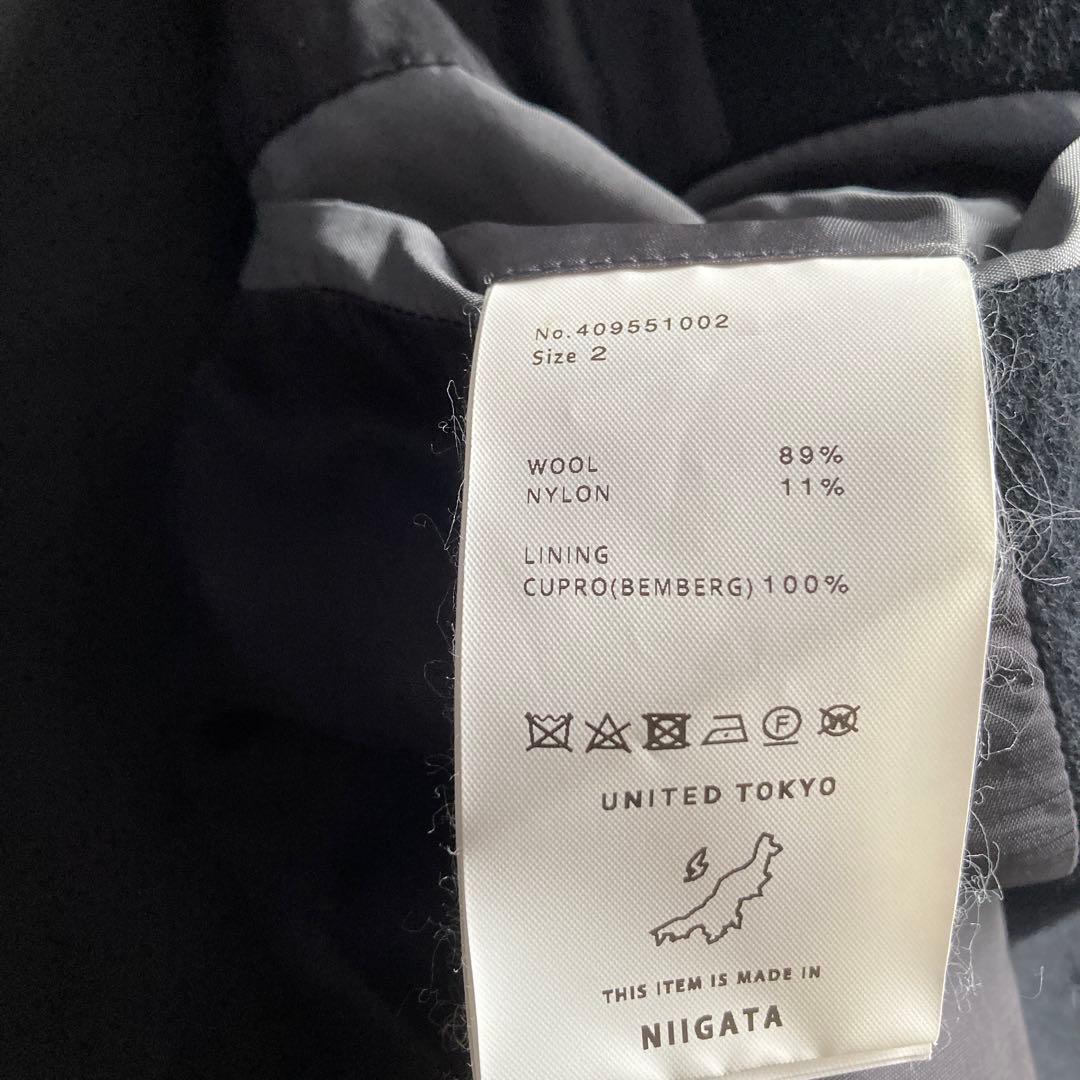 No.409551002
Size 2
WOOL 89%
NYLON 11%
LINING
CUPRO(BEMBERG) 100%
F W
UNITED TOKYO
THIS ITEM IS MADE IN
NIIGATA